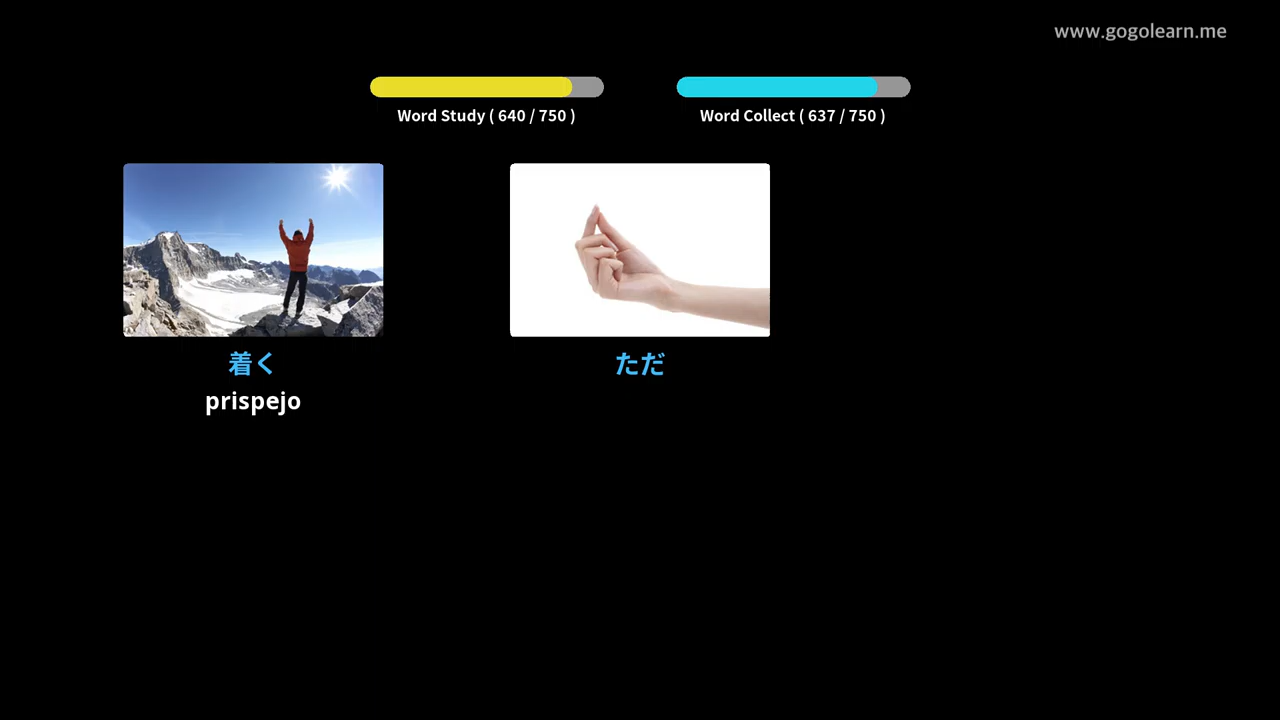 www.gogolearn.me
Word Study ( 640 / 750 )
Word Collect ( 637 / 750 )
着く
prispejo
ただ